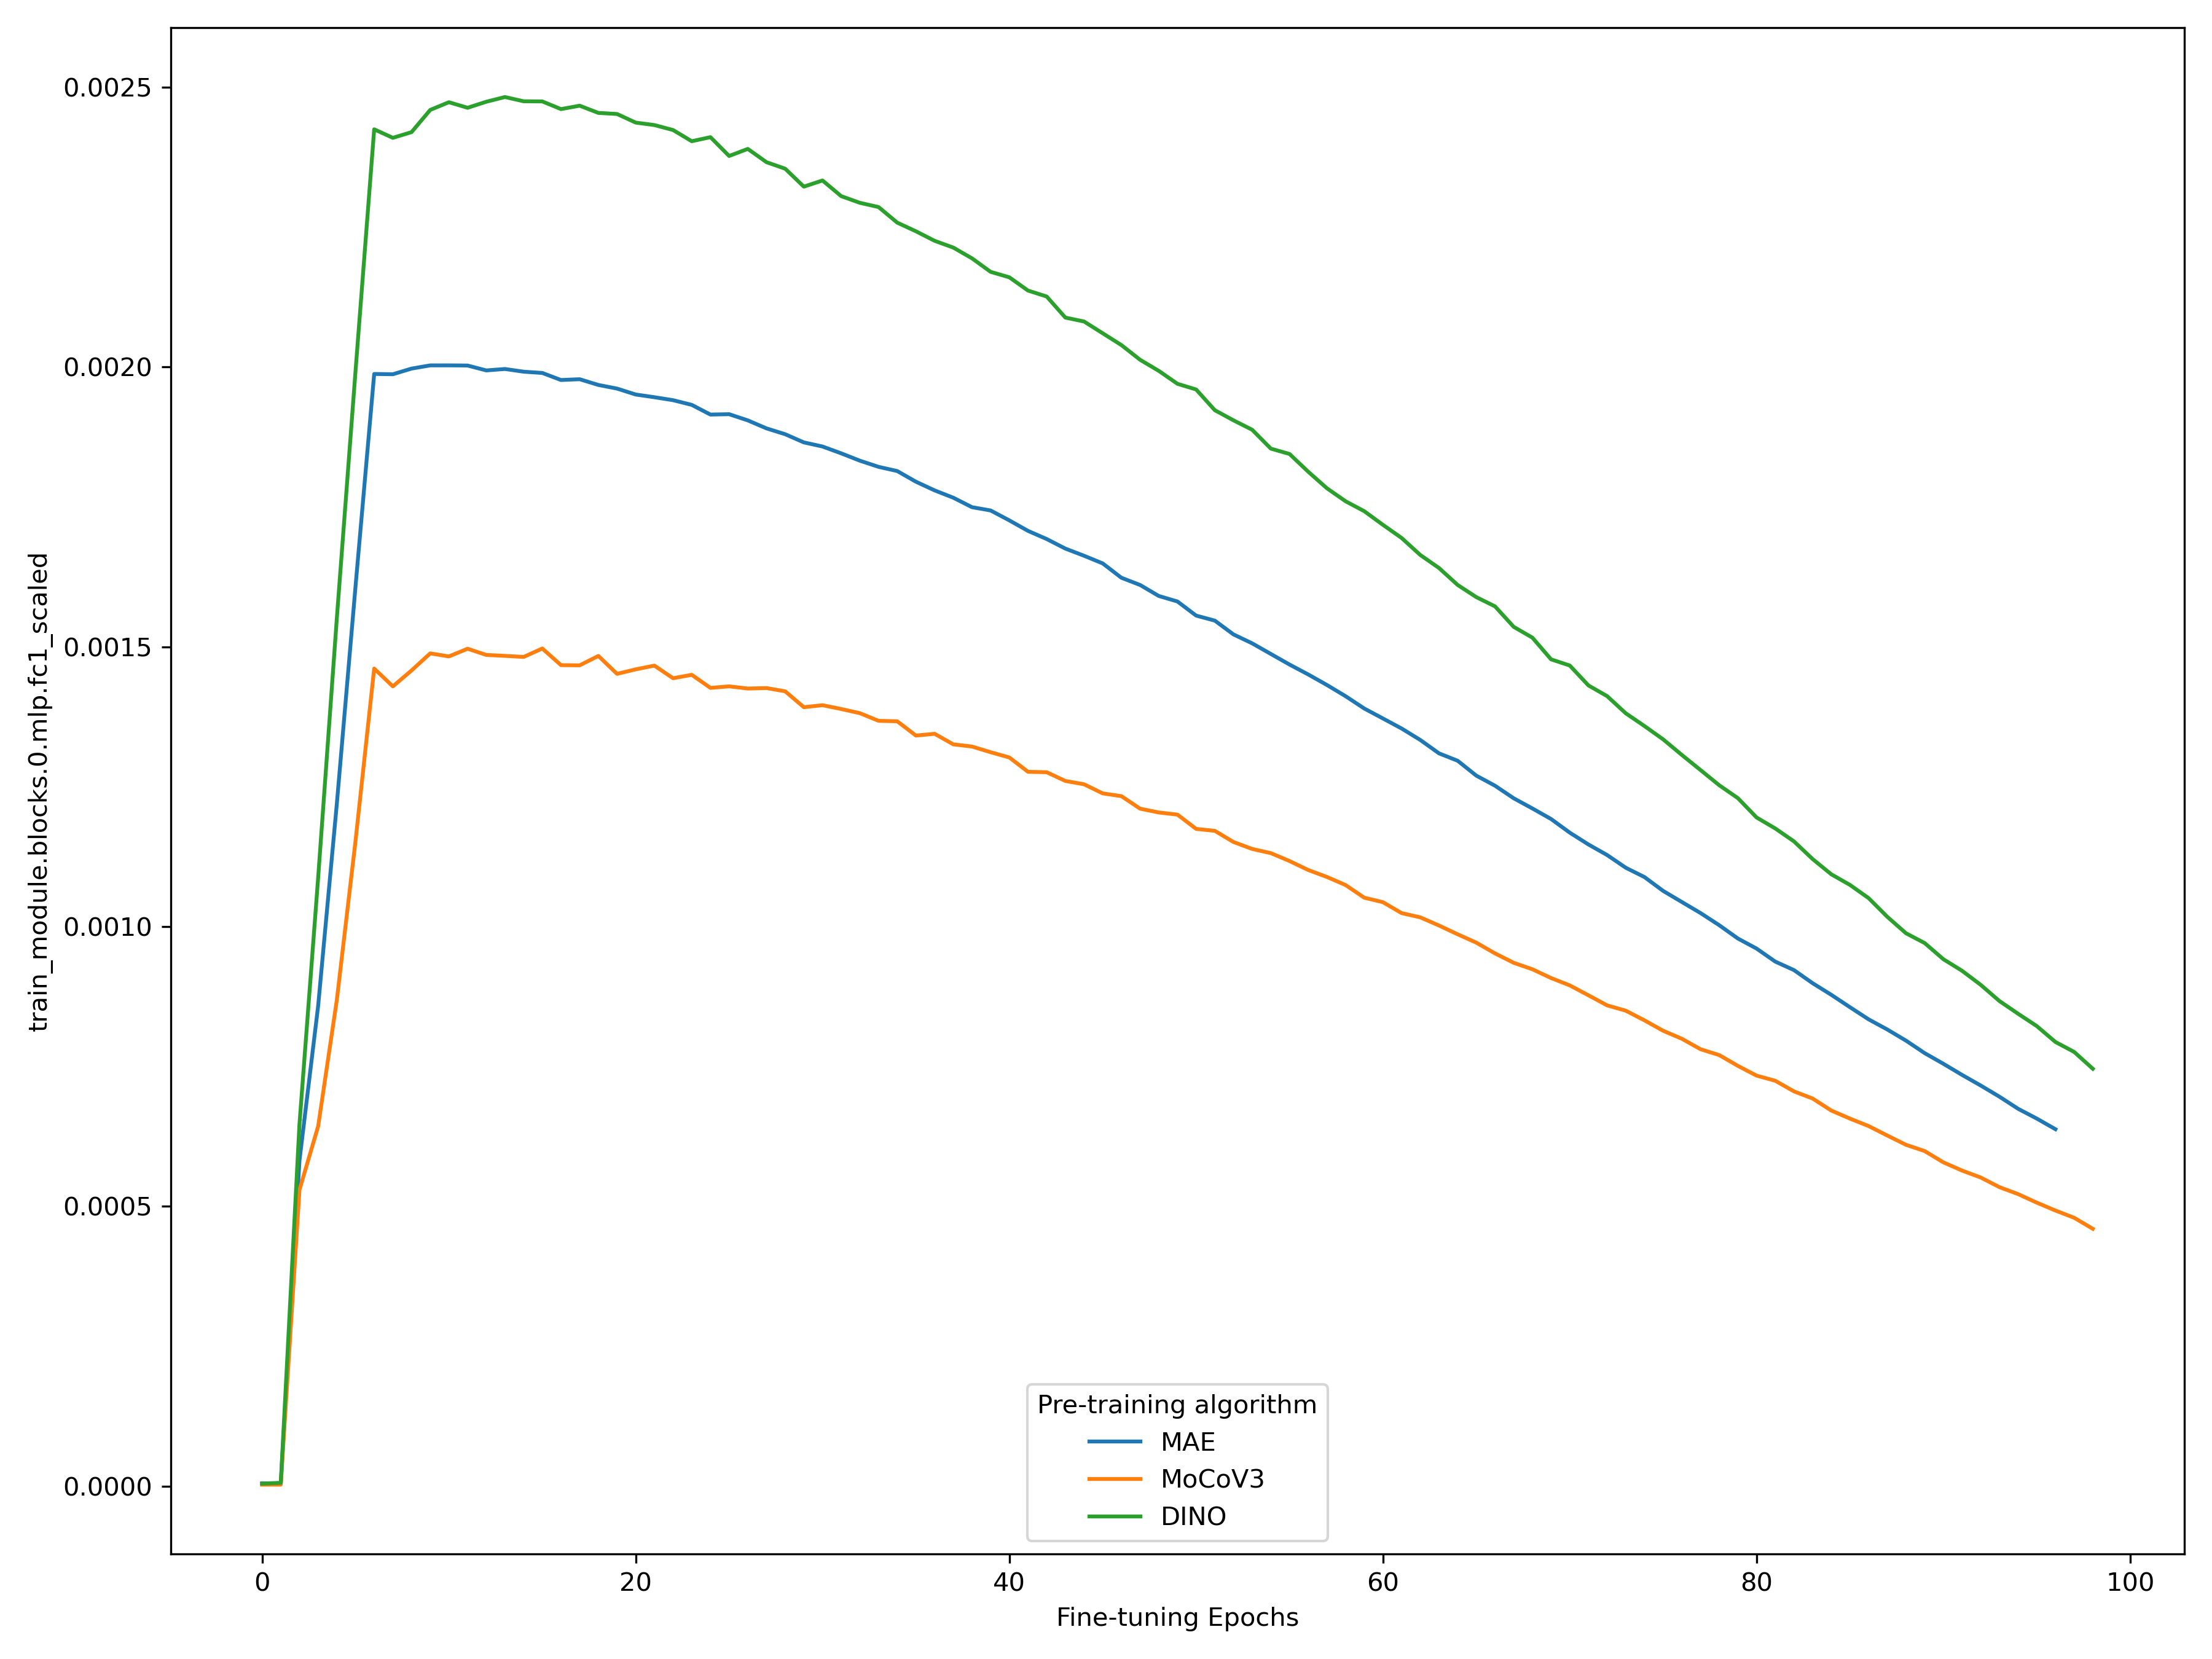 train_module.blocks.0.mlp.fc1_scaled
0.0025
0.0020
0.0015
0.0010
0.0005
0.0000
0 20 40 60 80 100
Fine-tuning Epochs
Pre-training algorithm
MAE
MoCoV3
DINO